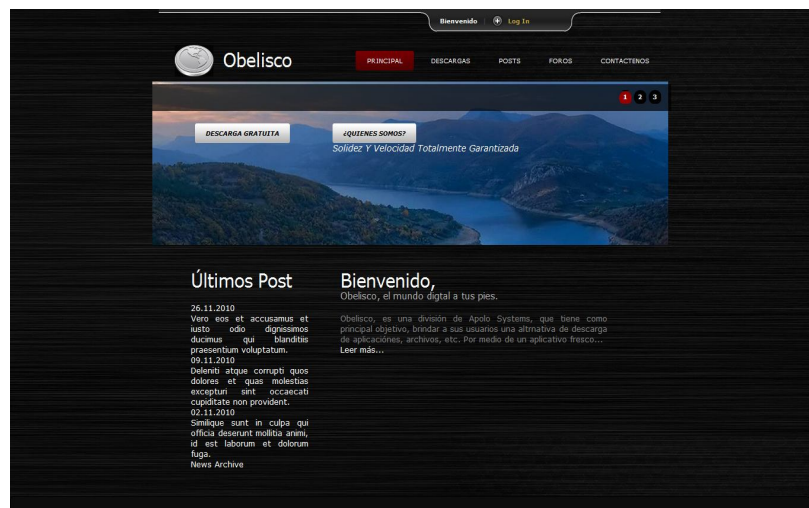 Bienvenido
Log In
Obelisco
PRINCIPAL
DESCARGAS
POSTS
FOROS
CONTACTENOS
1 2 3
DESCARGA GRATUITA
¿QUIENES SOMOS?
Solidez Y Velocidad Totalmente Garantizada
Últimos Post
26.11.2010
Vero eos et accusamus et
iusto odio dignissimos
ducimus qui blanditiis
praesentium voluptatum.
09.11.2010
Deleniti atque corrupti quos
dolores et quas molestias
excepturi sint occaecati
cupiditate non provident.
02.11.2010
Similique sunt in culpa qui
officia deserunt mollitia animi,
id est laborum et dolorum
fuga.
News Archive
Bienvenido,
Obelisco, el mundo digtal a tus pies.
Obelisco, es una división de Apolo Systems, que tiene como
principal objetivo, brindar a sus usuarios una altrnativa de descarga
de aplicaciónes, archivos, etc. Por medio de un aplicativo fresco...
Leer más...